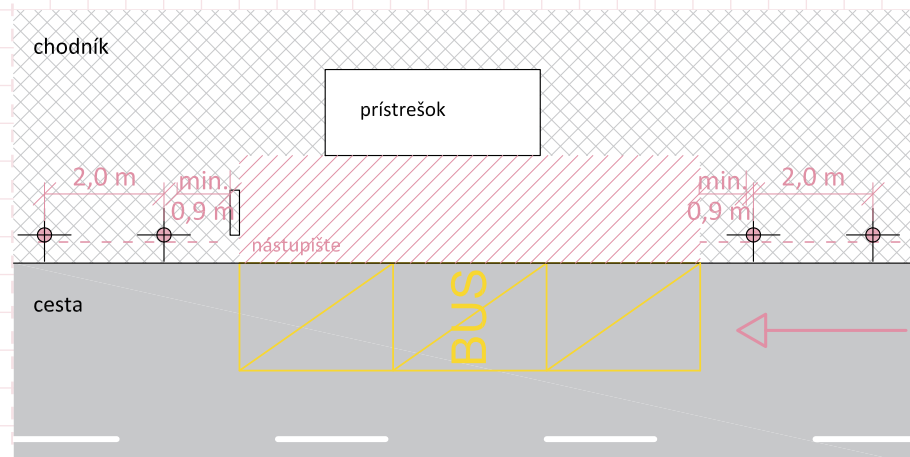 chodník
prístrešok
2,0 m
min.
0,9 m
min.
0,9 m
2,0 m
nástupište
cesta
BUS